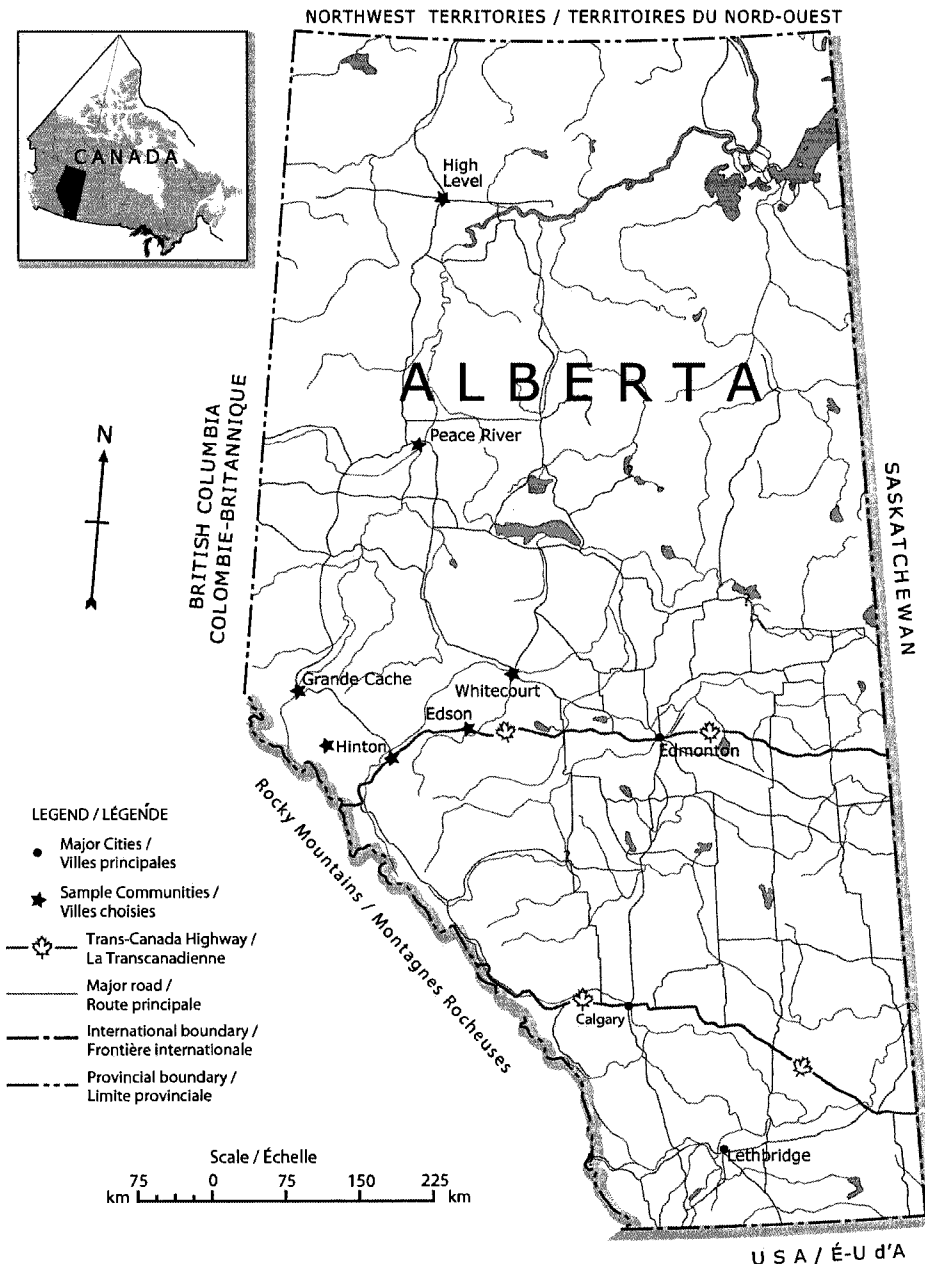 NORTHWEST TERRITORIES / TERRITOIRES DU NORD-OUEST
CANADA
High
Level
ALBERTA
N
BRITISH COLUMBIA
COLOMBIE-BRITANNIQUE
Peace River
SASKATCHEWAN
Grande Cache
Whitecourt
Edson
Hinton
Edmonton
Rocky Mountains / Montagnes Rocheuses
LEGEND / LÉGENDE
Major Cities /
Villes principales
Sample Communities /
Villes choisies
Trans-Canada Highway /
La Transcanadienne
Major road /
Route principale
International boundary /
Frontière internationale
Provincial boundary /
Limite provinciale
Calgary
Lethbridge
Scale / Échelle
75 0 75 150 225
km km
USA / É-U d'A